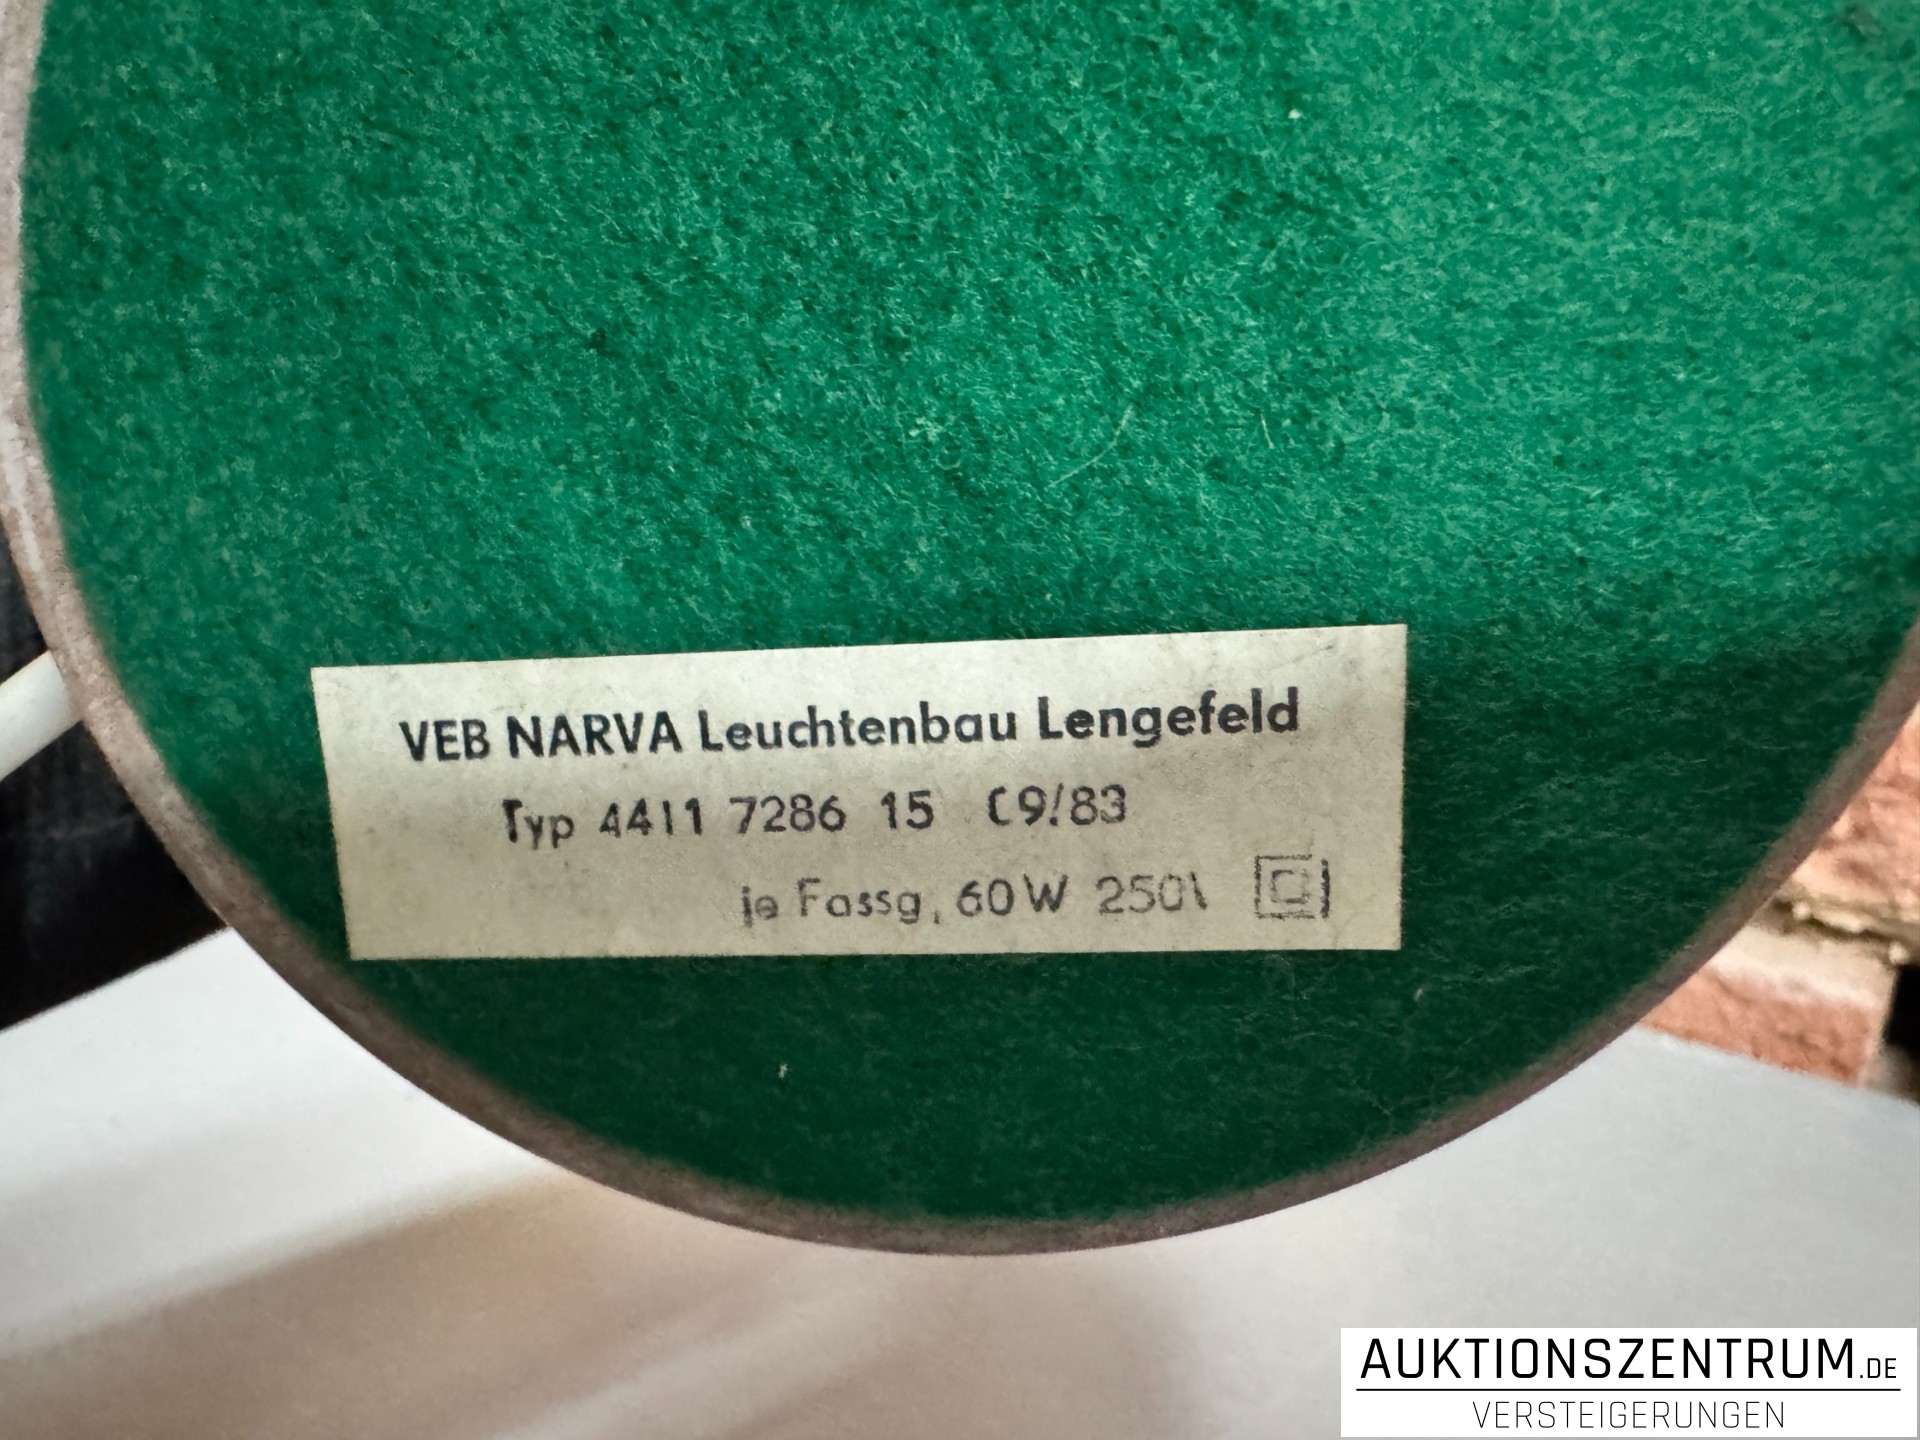 VEB NARVA Leuchtenbau Lengefeld
Typ 4411 7286 15 C9/83
je Fassg, 60W 250V
AUKTIONSZENTRUM.DE
VERSTEIGERUNGEN